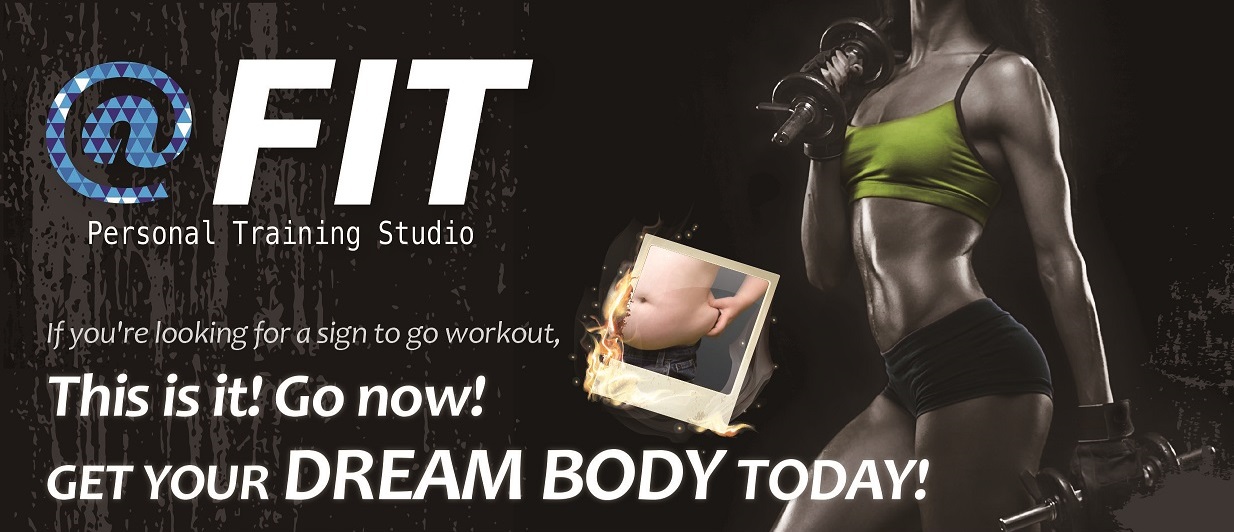 @FIT
Personal Training Studio
If you're looking for a sign to go workout,
This is it! Go now!
GET YOUR DREAM BODY TODAY!